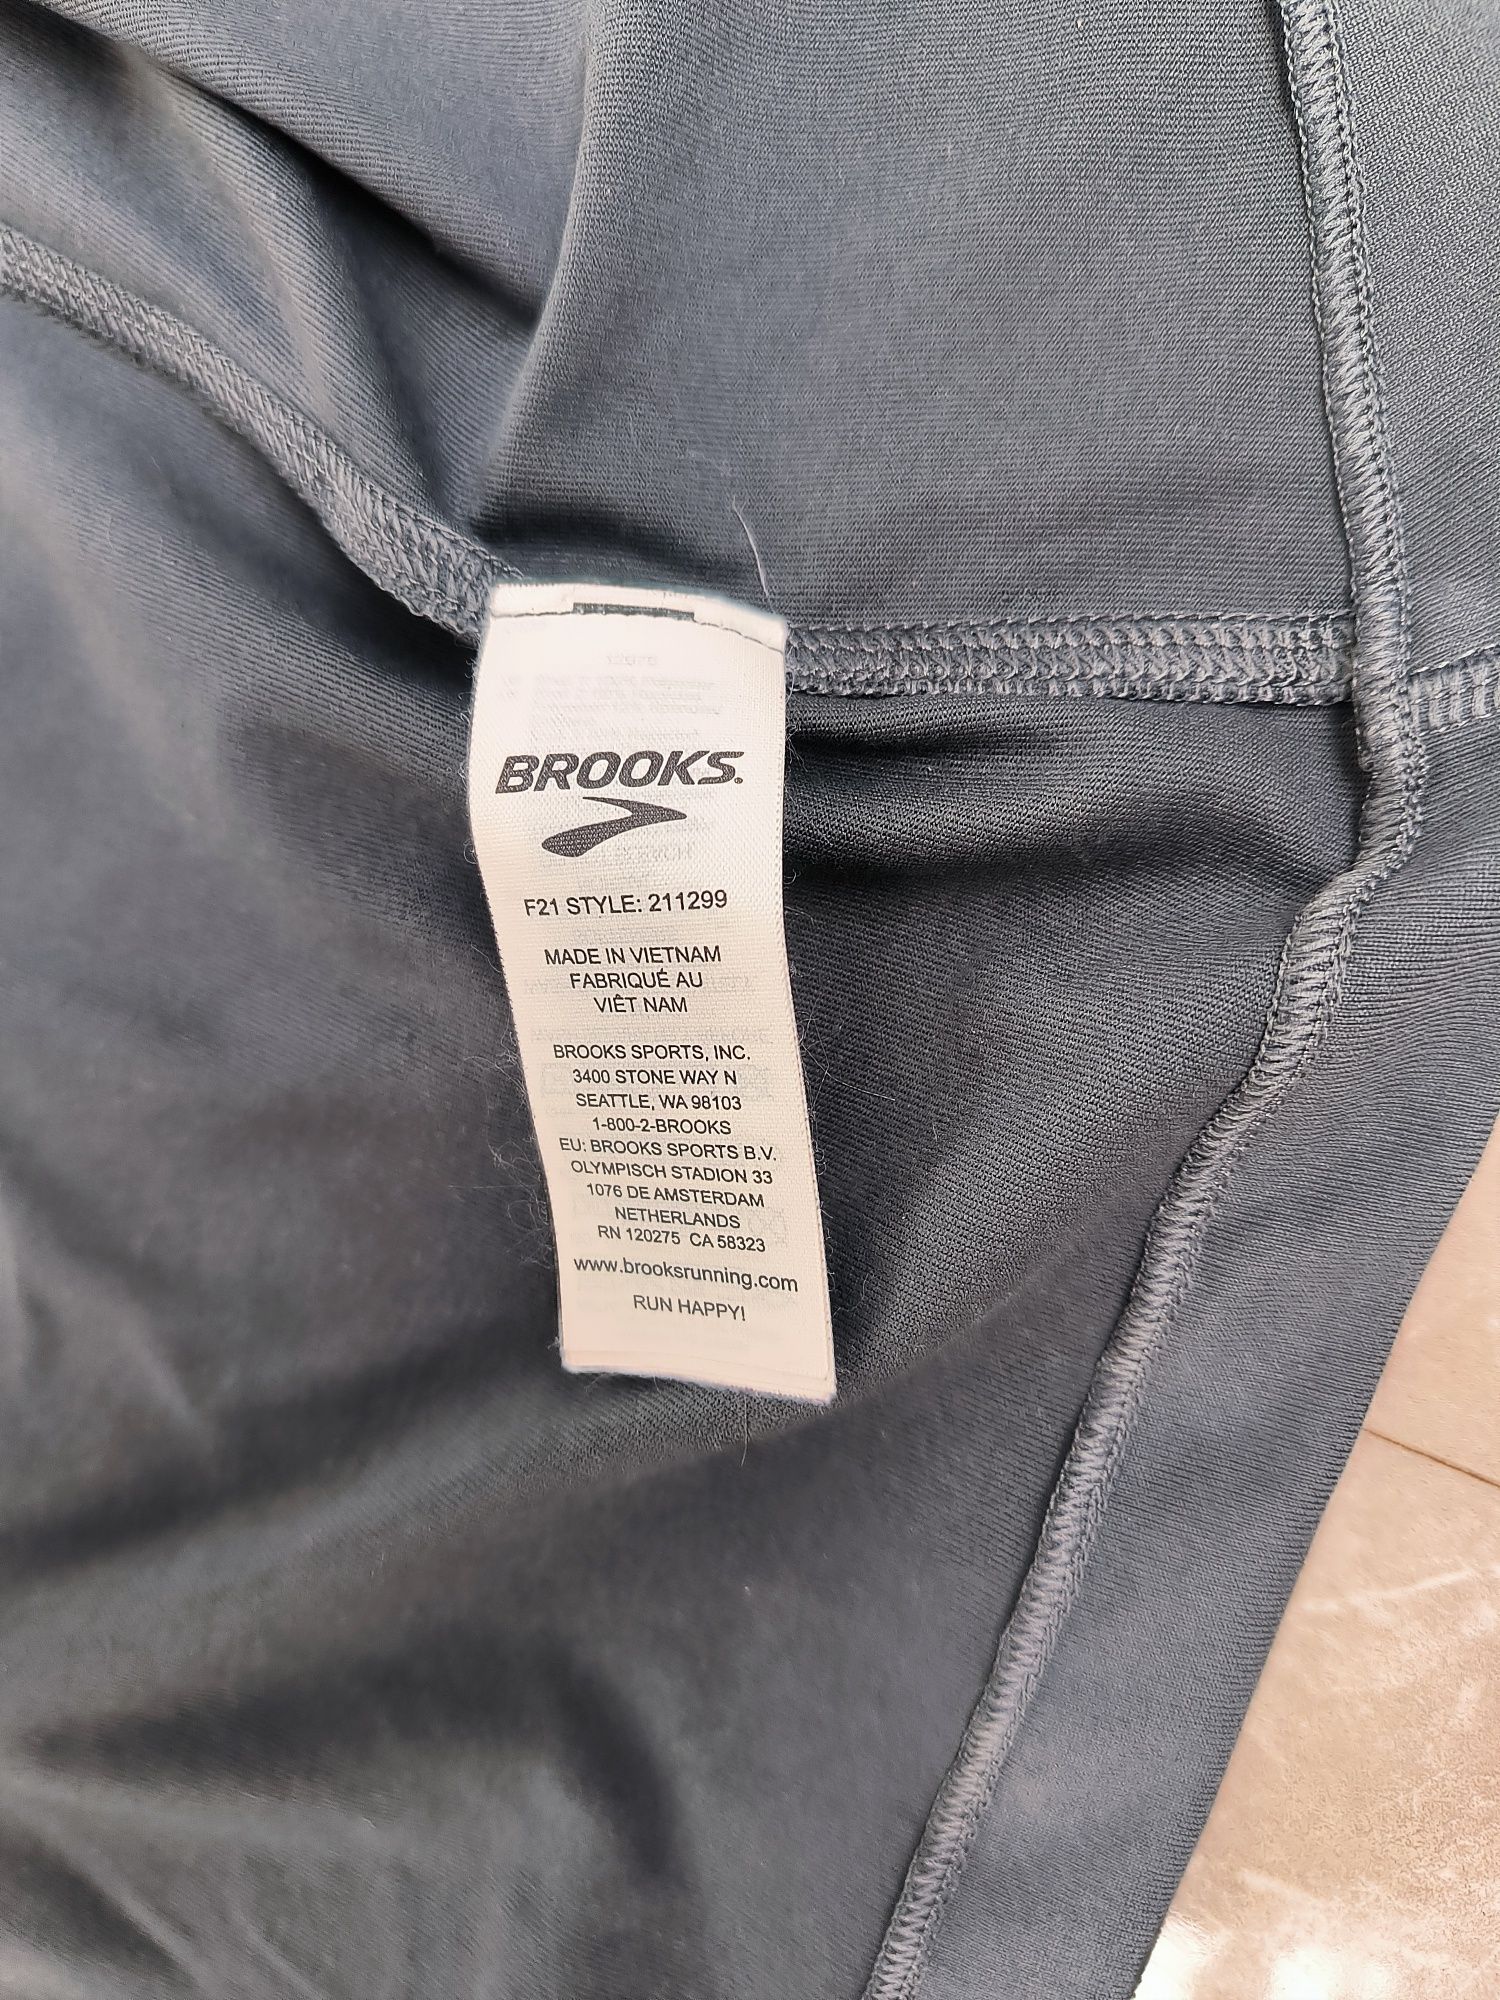 BROOKS.
F21 STYLE: 211299
MADE IN VIETNAM
FABRIQUÉ AU
VIÊT NAM
BROOKS SPORTS, INC.
3400 STONE WAY N
SEATTLE, WA 98103
1-800-2-BROOKS
EU: BROOKS SPORTS B.V.
OLYMPISCH STADION 33
1076 DE AMSTERDAM
NETHERLANDS
RN 120275 CA 58323
www.brooksrunning.com
RUN HAPPY!